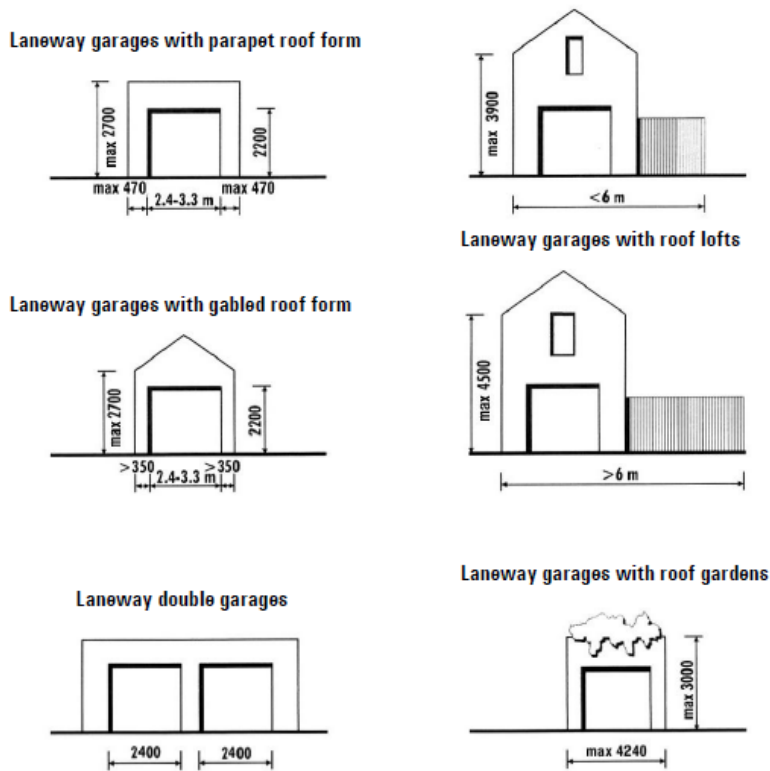 Laneway garages with parapet roof form
max 2700
2200
max 470
2.4-3.3 m
max 470
max 3900
<6 m
Laneway garages with roof lofts
Laneway garages with gabled roof form
max 2700
2200
>350
2.4-3.3 m
>350
max 4500
>6 m
Laneway double garages
2400
2400
Laneway garages with roof gardens
max 3000
max 4240